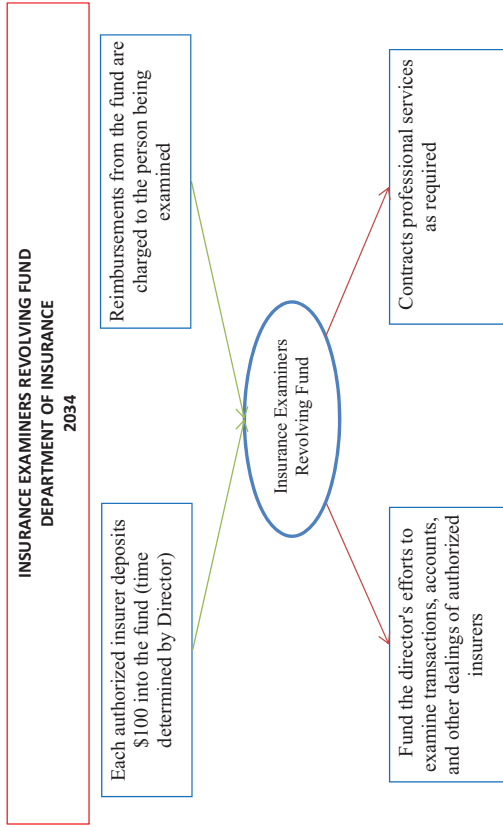 INSURANCE EXAMINERS REVOLVING FUND
DEPARTMENT OF INSURANCE
2034
Each authorized insurer deposits
$100 into the fund (time
determined by Director)
Reimbursements from the fund are
charged to the person being
examined
Insurance Examiners
Revolving Fund
Fund the director's efforts to
examine transactions, accounts,
and other dealings of authorized
insurers
Contracts professional services
as required